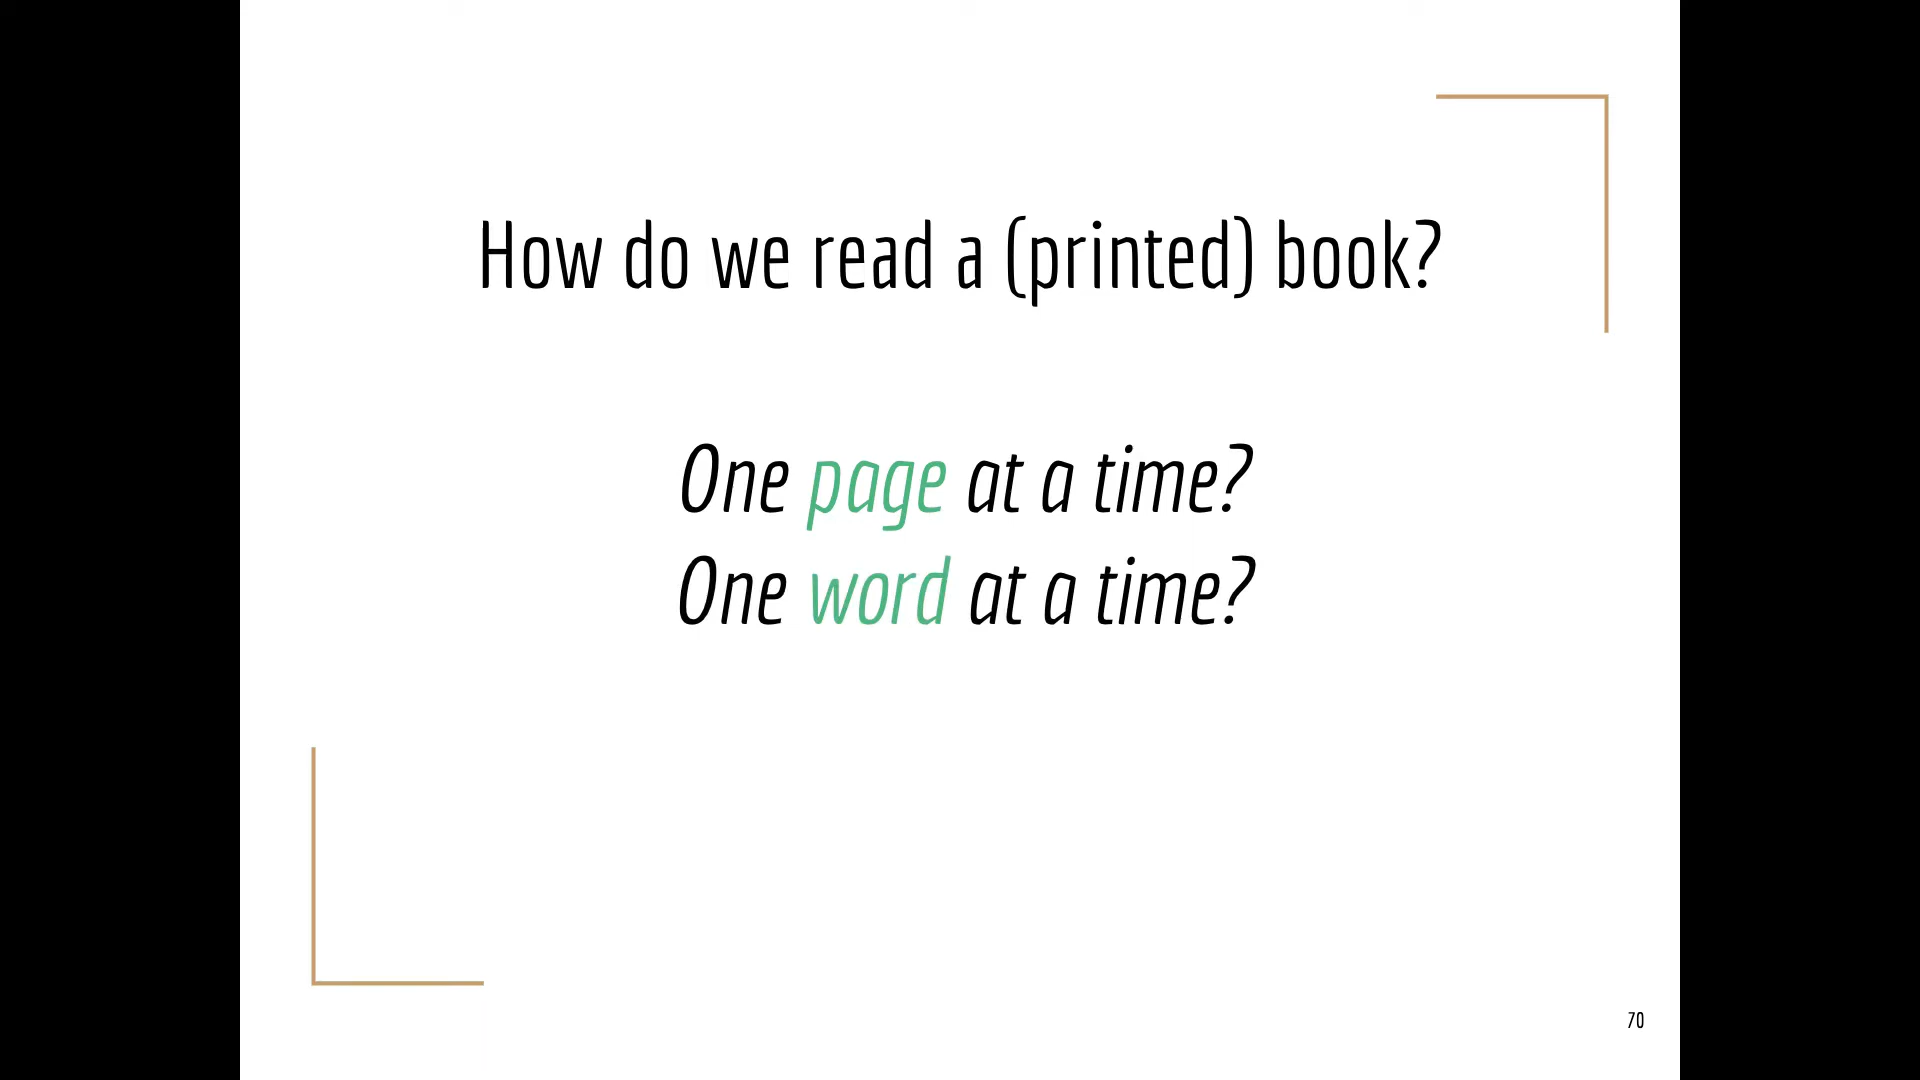 How do we read a (printed) book?
One page at a time?
One word at a time?
70